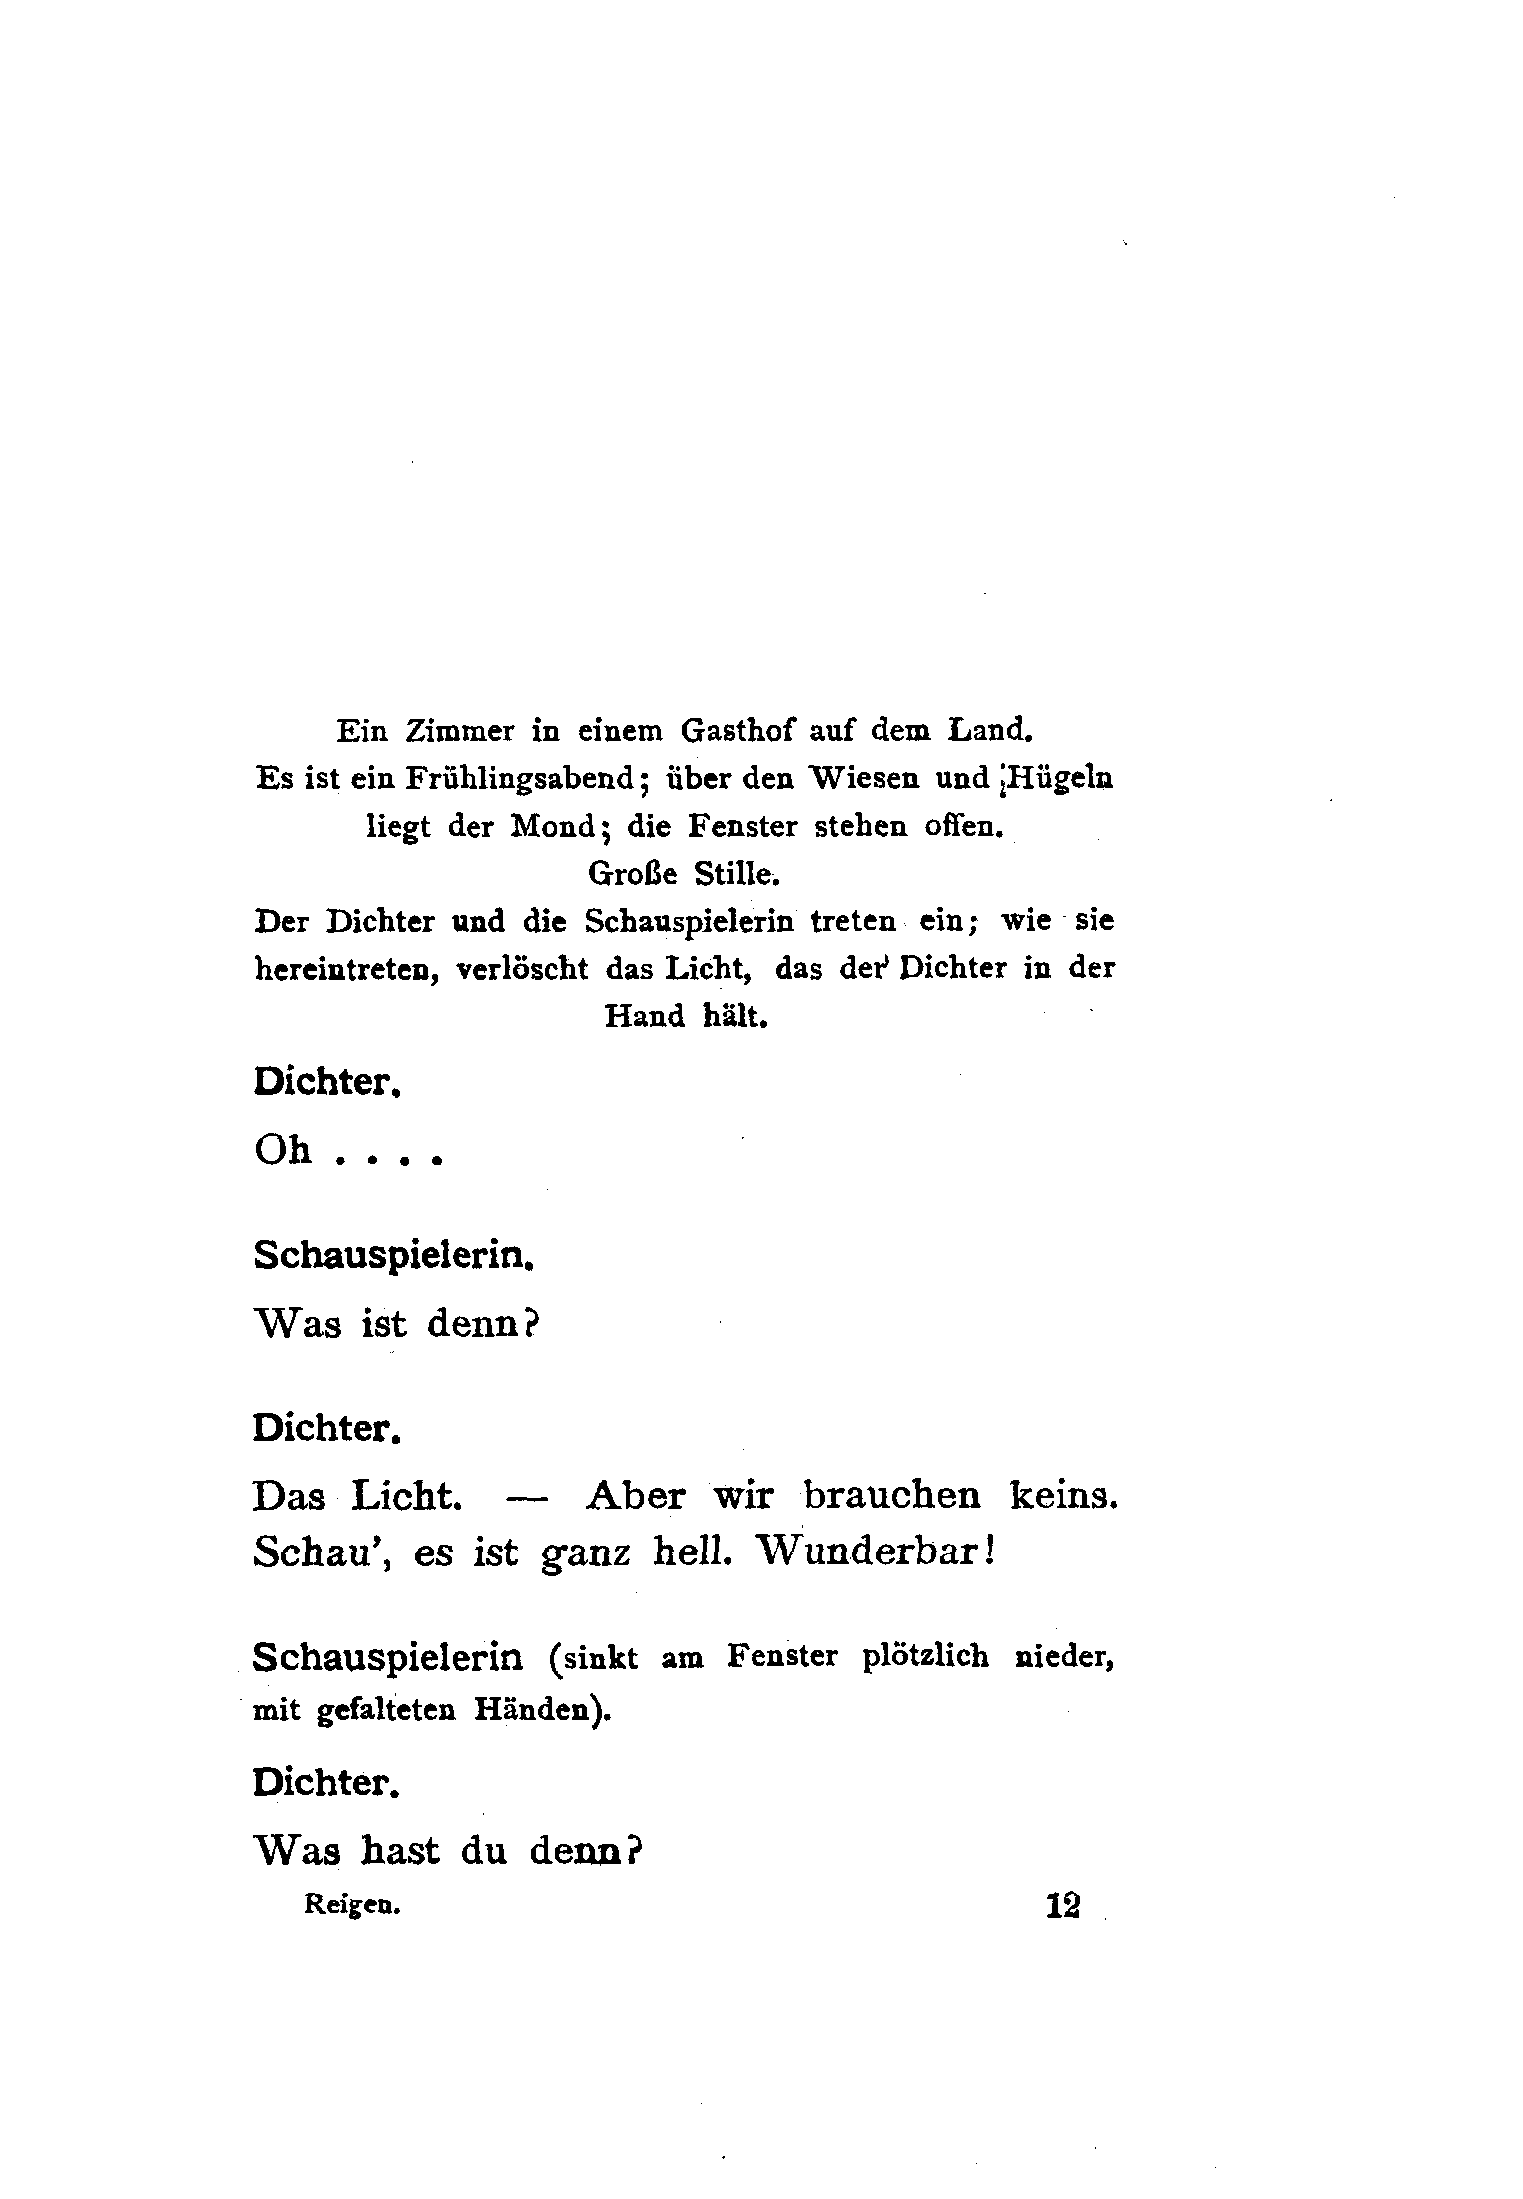 Ein Zimmer in einem Gasthof auf dem Land.
Es ist ein Frühlingsabend; über den Wiesen und Hügeln
liegt der Mond; die Fenster stehen offen.
Große Stille.
Der Dichter und die Schauspielerin treten ein; wie sie
hereintreten, verlöscht das Licht, das der Dichter in der
Hand hält.
Dichter.
Oh . . . .
Schauspielerin.
Was ist denn?
Dichter.
Das Licht. — Aber wir brauchen keins.
Schau’, es ist ganz hell. Wunderbar!
Schauspielerin (sinkt am Fenster plötzlich nieder,
mit gefalteten Händen).
Dichter.
Was hast du denn?
Reigen. 12